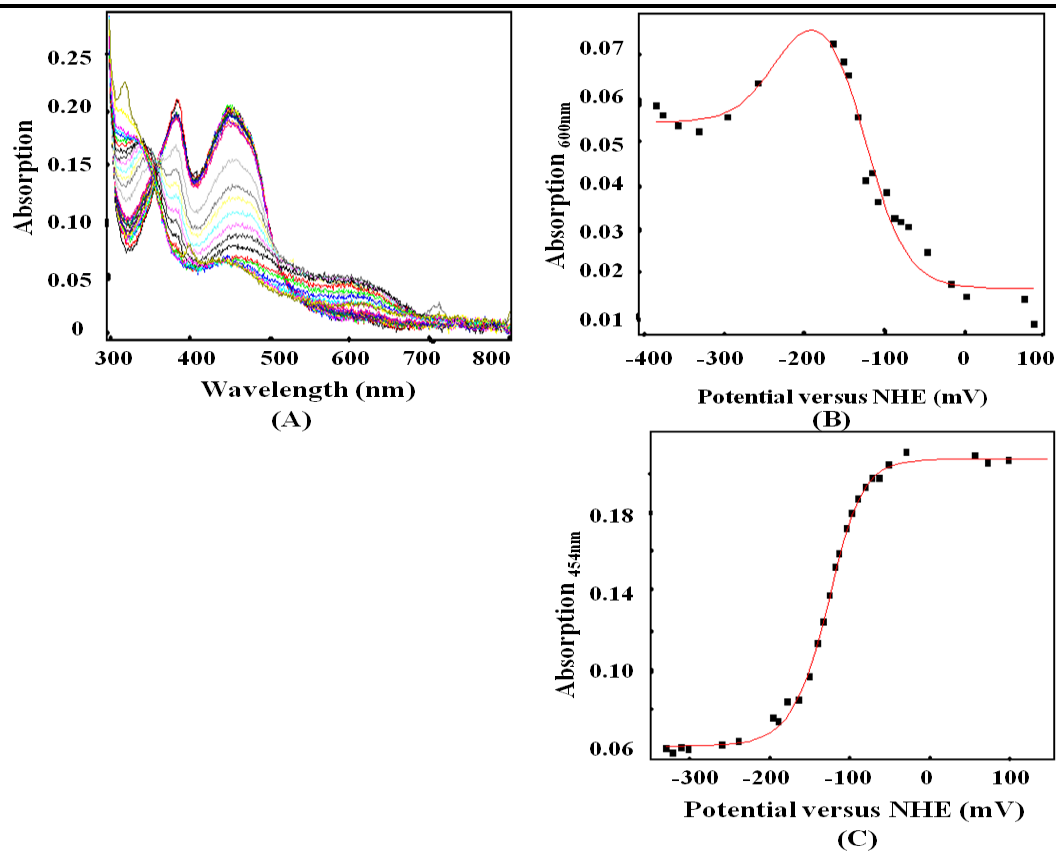 0.25
0.20
0.15
0.10
0.05
0
Absorption
300 400 500 600 700 800
Wavelength (nm)
(A)
0.07
0.06
0.05
0.04
0.03
0.02
0.01
Absorption 600nm
-400 -300 -200 -100 0 100
Potential versus NHE (mV)
(B)
0.18
0.14
0.10
0.06
Absorption 454nm
-300 -200 -100 0 100
Potential versus NHE (mV)
(C)